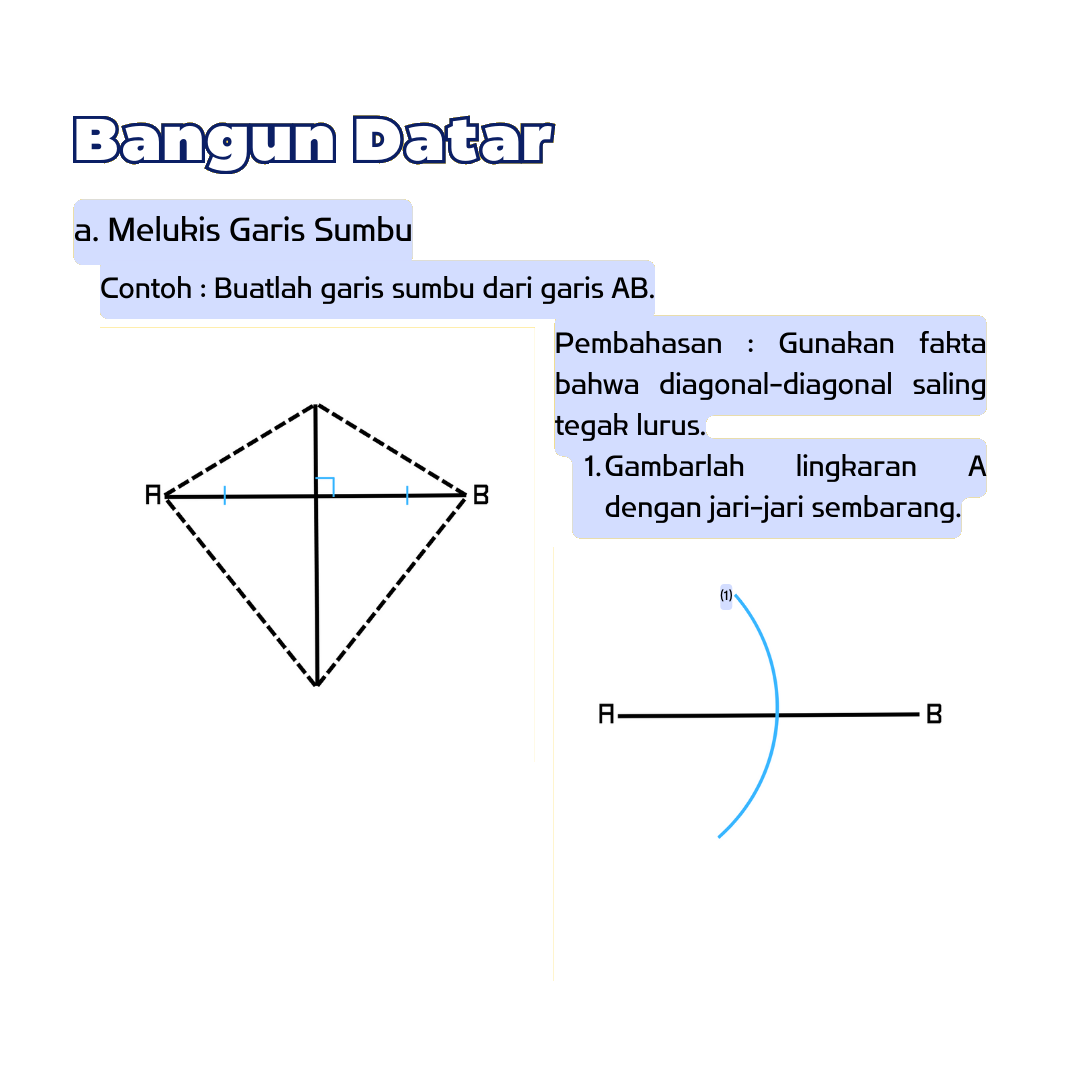 Bangun Datar
a. Melukis Garis Sumbu
Contoh : Buatlah garis sumbu dari garis AB.
Pembahasan : Gunakan fakta
bahwa diagonal-diagonal saling
tegak lurus.
1. Gambarlah lingkaran A
dengan jari-jari sembarang.
A
B
(1)
A
B